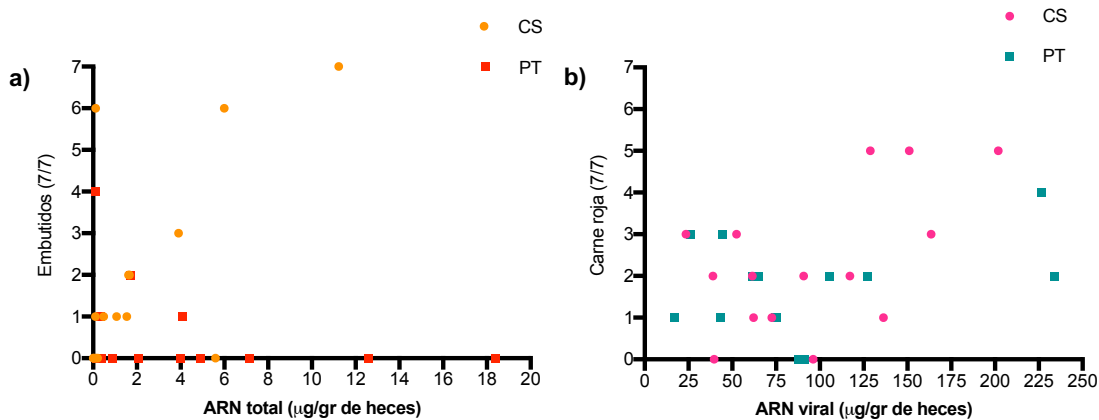 a)
CS
PT
Embutidos (7/7)
7
6
5
4
3
2
1
0
0 2 4 6 8 10 12 14 16 18 20
ARN total (μg/gr de heces)
b)
CS
PT
Carne roja (7/7)
7
6
5
4
3
2
1
0
0 25 50 75 100 125 150 175 200 225 250
ARN viral (μg/gr de heces)